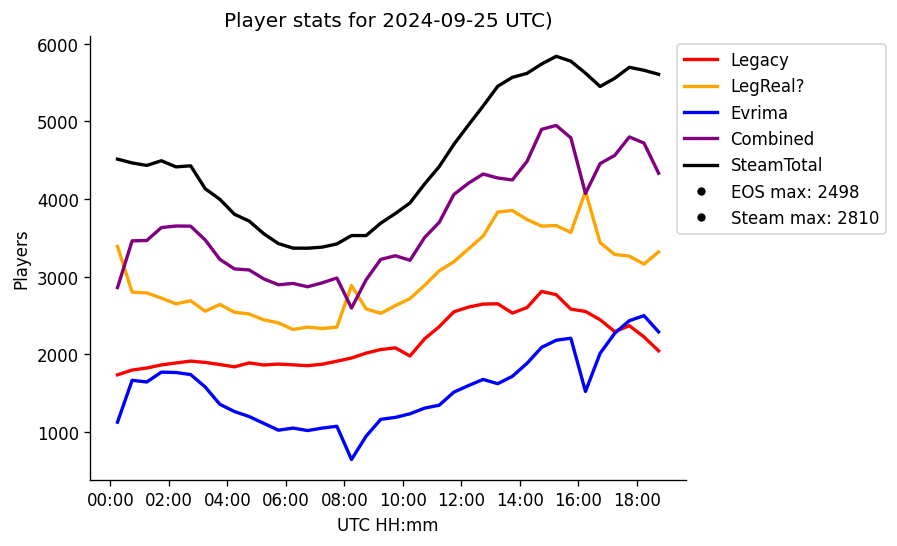 Player stats for 2024-09-25 UTC)
6000
5000
4000
3000
2000
1000
Players
00:00 02:00 04:00 06:00 08:00 10:00 12:00 14:00 16:00 18:00
UTC HH:mm
Legacy
LegReal?
Evrima
Combined
SteamTotal
EOS max: 2498
Steam max: 2810